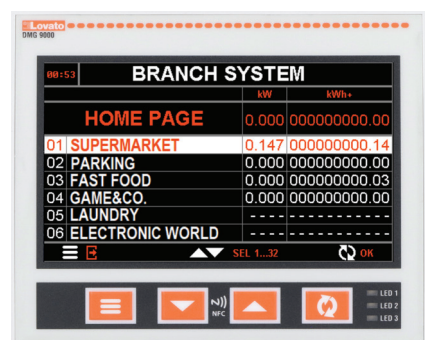 Lovato
DMG 9000
00:53 BRANCH SYSTEM
kW kWh+
HOME PAGE 0.000 000000000.00
01 SUPERMARKET 0.147 000000000.14
02 PARKING 0.000 000000000.00
03 FAST FOOD 0.000 000000000.03
04 GAME&CO. 0.000 000000000.00
05 LAUNDRY ---- ------------
06 ELECTRONIC WORLD ---- ------------
SEL 1...32 OK
NFC
LED 1
LED 2
LED 3